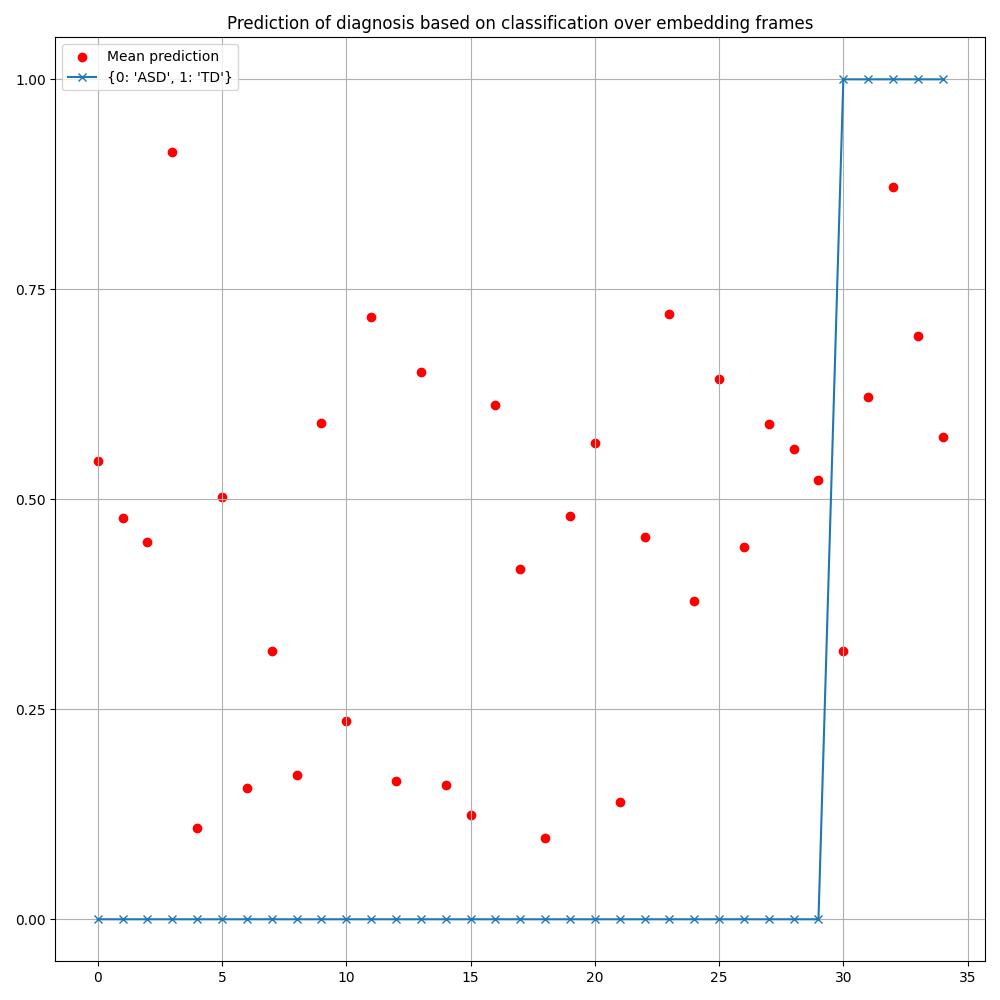 Prediction of diagnosis based on classification over embedding frames
Mean prediction
{0: 'ASD', 1: 'TD'}
1.00
0.75
0.50
0.25
0.00
0 5 10 15 20 25 30 35